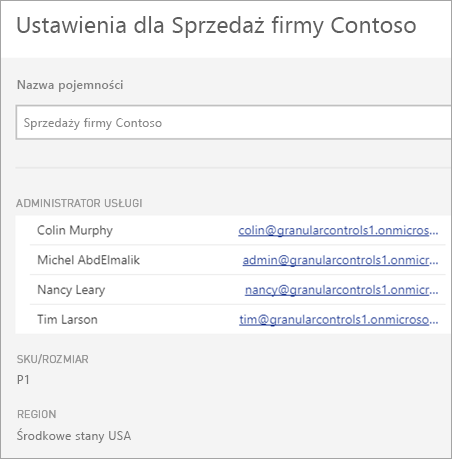 Ustawienia dla Sprzedaż firmy Contoso
Nazwa pojemności
Sprzedaży firmy Contoso
ADMINISTRATOR USŁUGI
Colin Murphy colin@granularcontrols1.onmicros...
Michel AbdElmalik admin@granularcontrols1.onmicr...
Nancy Leary nancy@granularcontrols1.onmicr...
Tim Larson tim@granularcontrols1.onmicroso...
SKU/ROZMIAR
P1
REGION
Środkowe stany USA